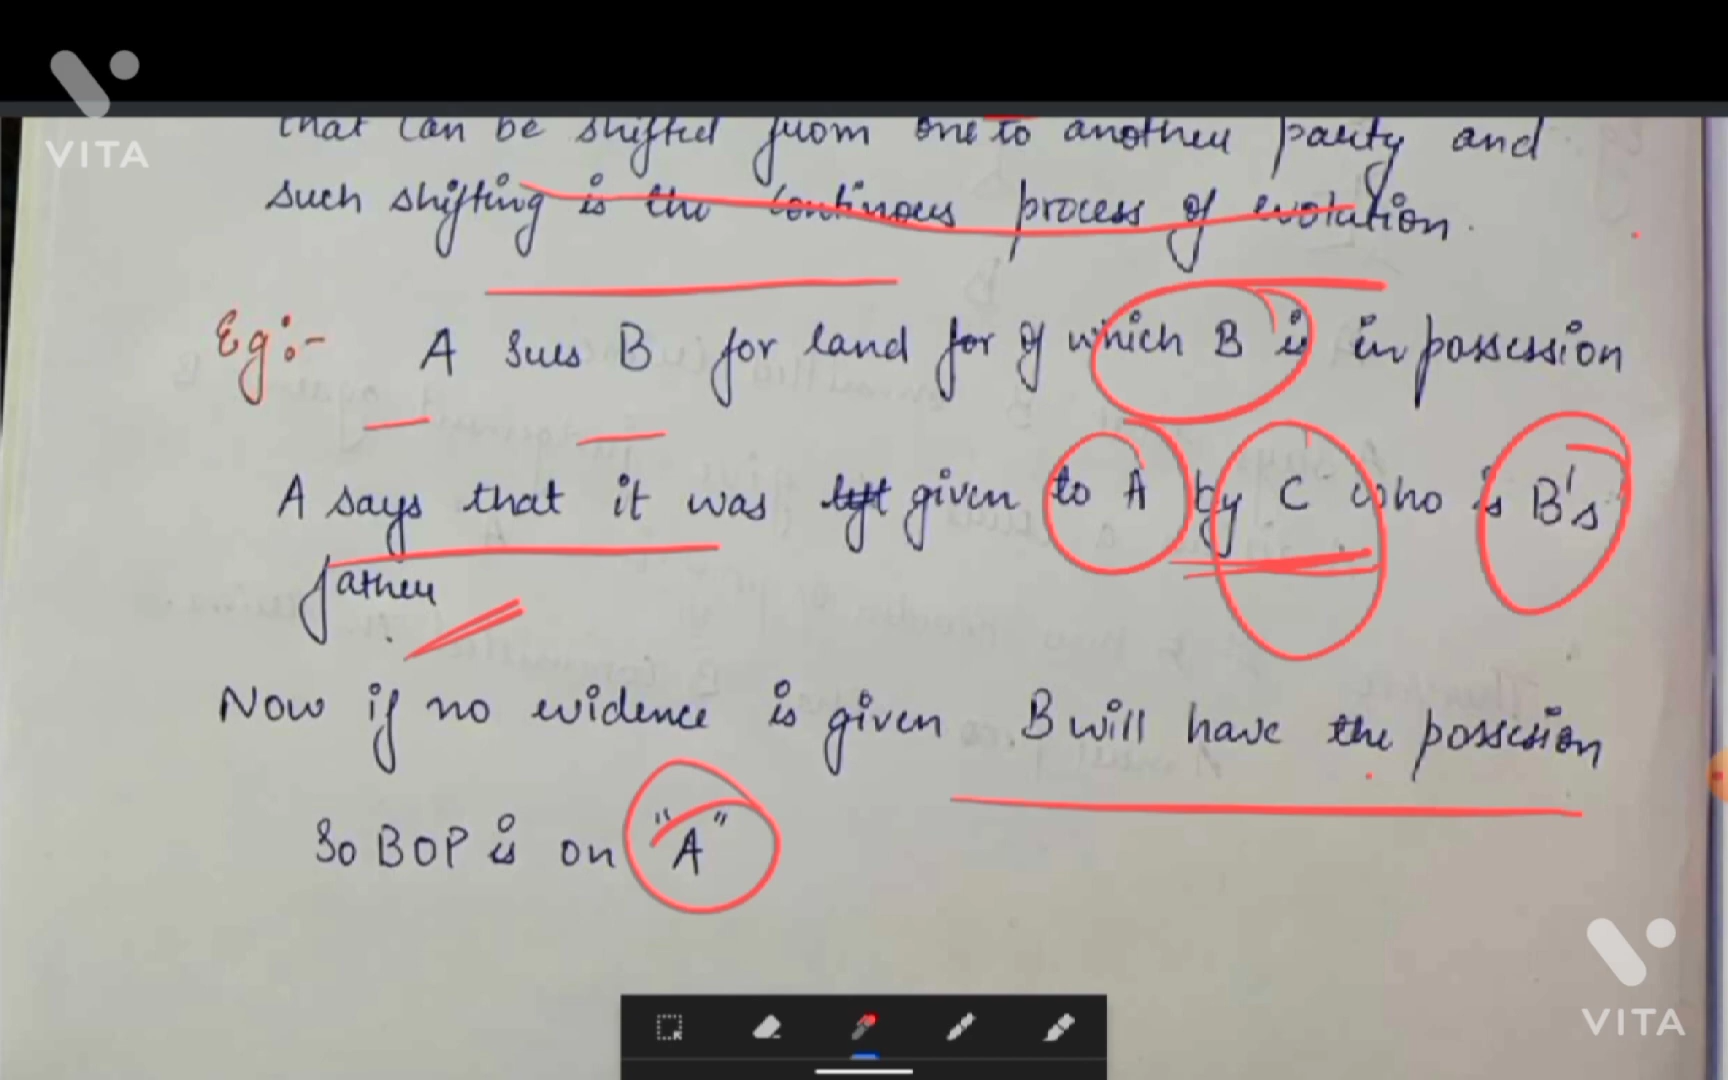 VITA
that can be shifted from one to another party and
such shifting is the continous process of evolution.
Eg:- A sues B for land for of which B is in possession
A says that it was left given to A by C who is B's
father
Now if no evidence is given B will have the possession
So BOP is on "A"
VITA